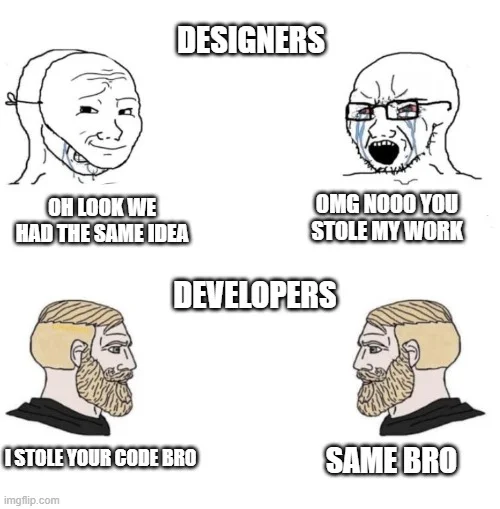 DESIGNERS
OH LOOK WE
HAD THE SAME IDEA
OMG NOOO YOU
STOLE MY WORK
DEVELOPERS
I STOLE YOUR CODE BRO
SAME BRO
imgflip.com